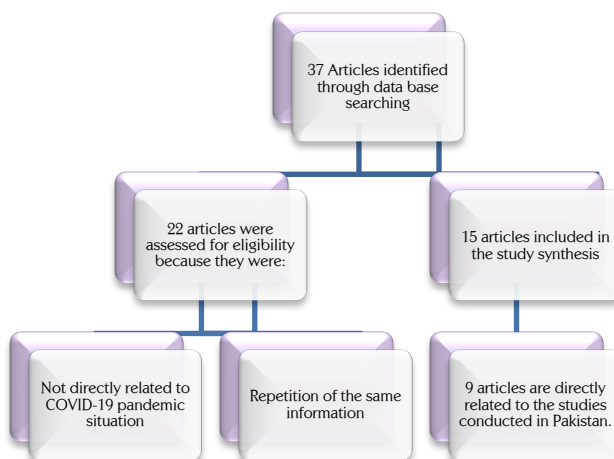 37 Articles identified
through data base
searching
22 articles were
assessed for eligibility
because they were:
15 articles included in
the study synthesis
Not directly related to
COVID-19 pandemic
situation
Repetition of the same
information
9 articles are directly
related to the studies
conducted in Pakistan.